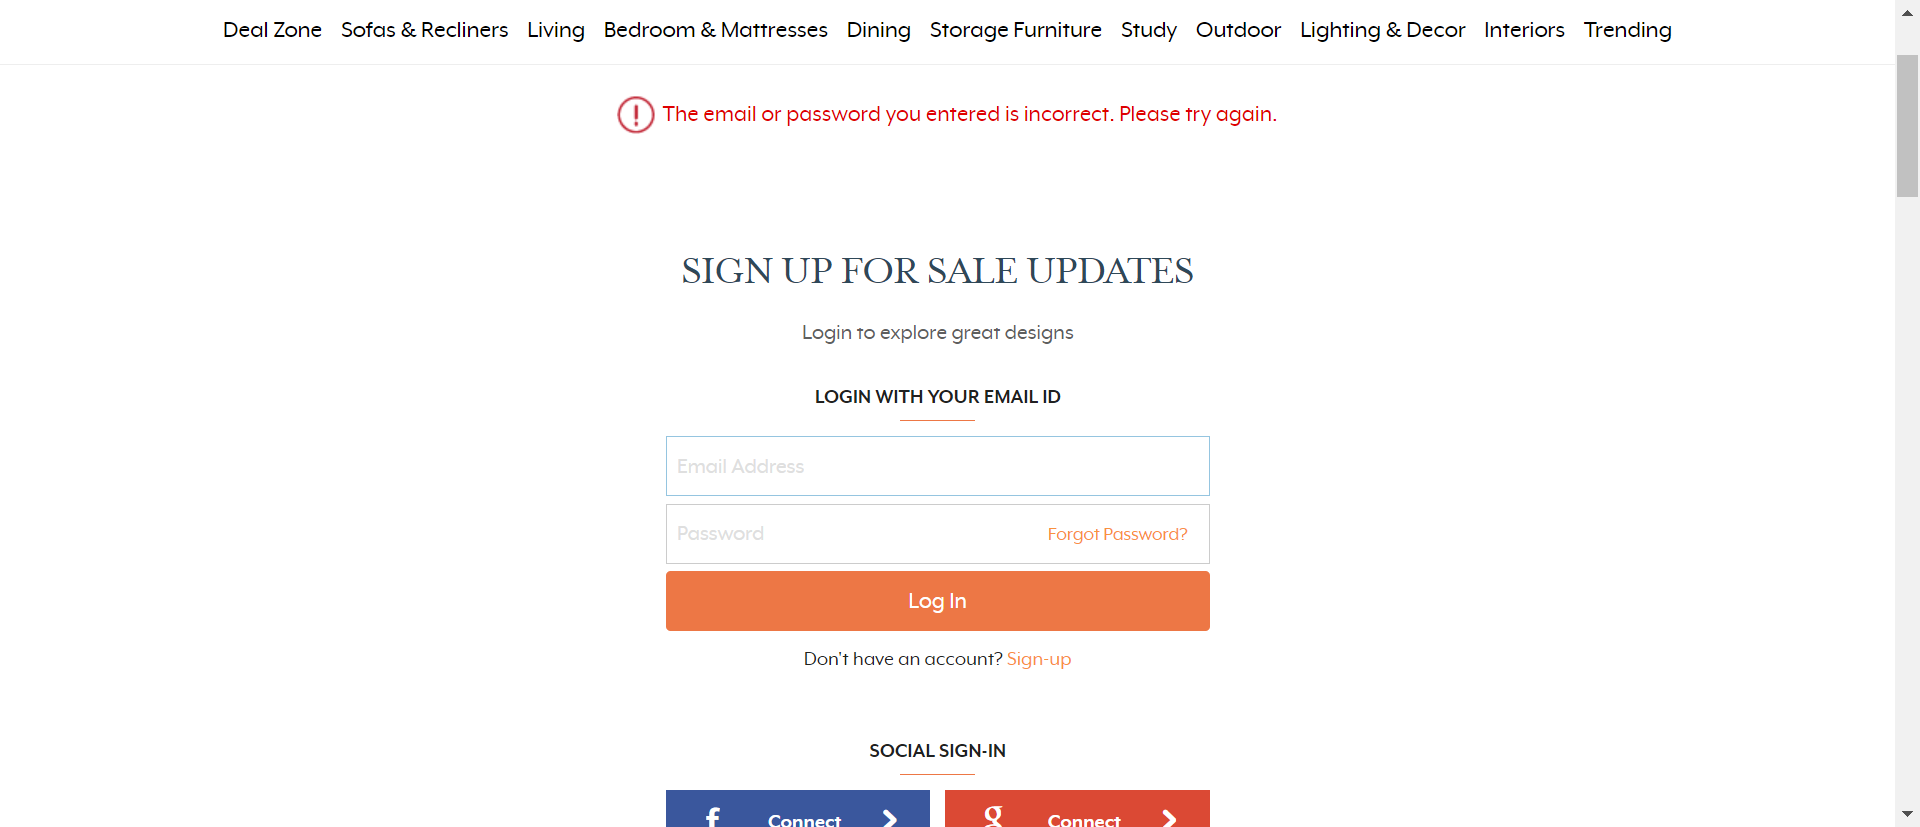 Deal Zone Sofas & Recliners Living Bedroom & Mattresses Dining Storage Furniture Study Outdoor Lighting & Decor Interiors Trending
The email or password you entered is incorrect. Please try again.
SIGN UP FOR SALE UPDATES
Login to explore great designs
LOGIN WITH YOUR EMAIL ID
Email Address
Password Forgot Password?
Log In
Don't have an account? Sign-up
SOCIAL SIGN-IN
f Connect g Connect